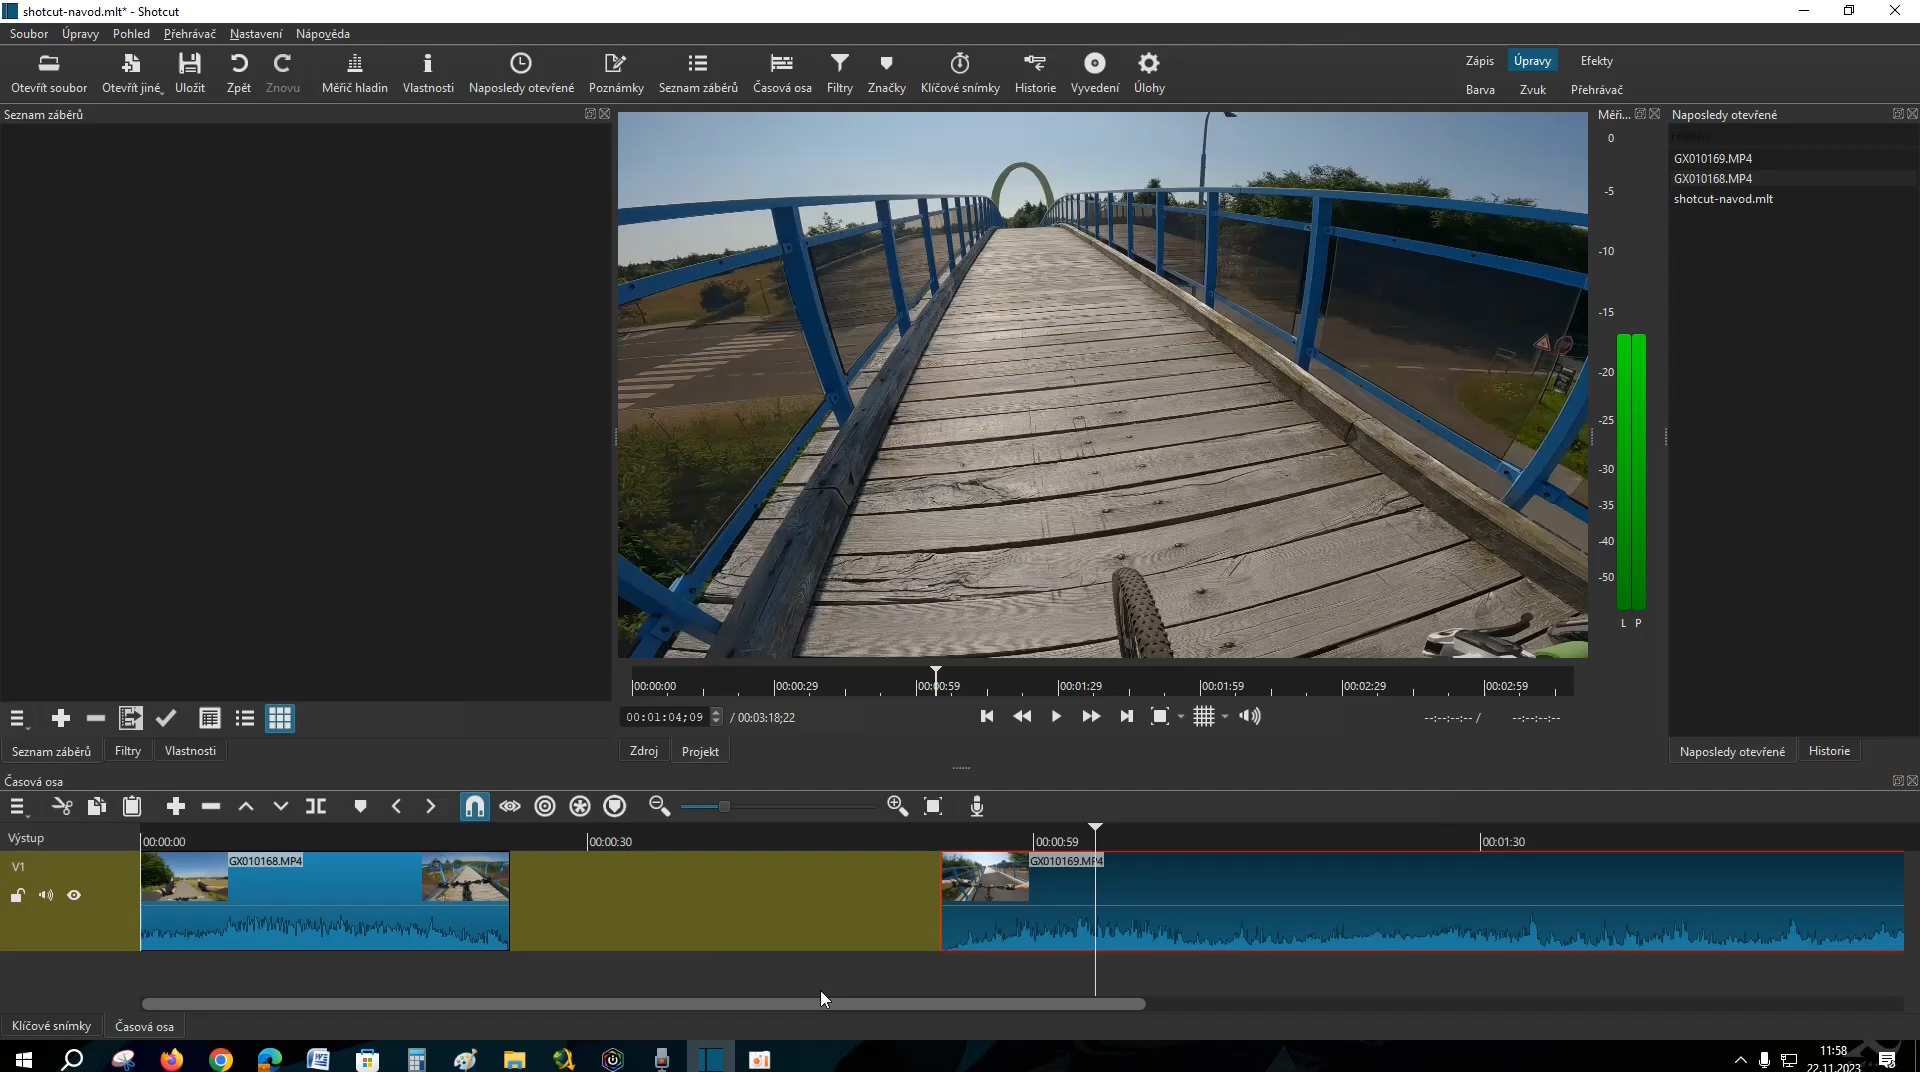 shotcut-navod.mlt* - Shotcut
Soubor Úpravy Pohled Přehrávač Nastavení Nápověda
Otevřít soubor Otevřít jiné Uložit Zpět Znovu Měřič hladin Vlastnosti Naposledy otevřené Poznámky Seznam záběrů Časová osa Filtry Značky Klíčové snímky Historie Vyvedení Úlohy
Zápis Úpravy Efekty
Barva Zvuk Přehrávač
Seznam záběrů
Měři...
0
-5
-10
-15
-20
-25
-30
-35
-40
-50
L P
Naposledy otevřené
GX010169.MP4
GX010168.MP4
shotcut-navod.mlt
STOP
00:00:00 00:00:29 00:00:59 00:01:29 00:01:59 00:02:29 00:02:59
00:01:04;09 / 00:03:18;22
--:--:--:-- / --:--:--:--
Seznam záběrů Filtry Vlastnosti
Zdroj Projekt
Naposledy otevřené Historie
Časová osa
Výstup
00:00:00 00:00:30 00:00:59 00:01:30
V1
GX010168.MP4
GX010169.MP4
Klíčové snímky Časová osa
11:58
22.11.2023